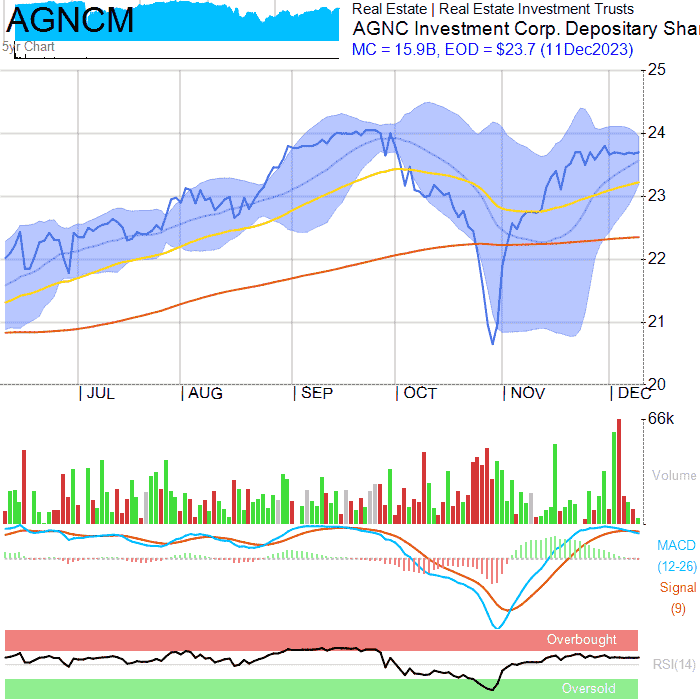 AGNCM
Real Estate | Real Estate Investment Trusts
AGNC Investment Corp. Depositary Shar
MC = 15.9B, EOD = $23.7 (11Dec2023)
5yr Chart
25
24
23
22
21
20
| JUL | AUG | SEP | OCT | NOV | DEC
66k
Volume
MACD
(12-26)
Signal
(9)
Overbought
RSI(14)
Oversold